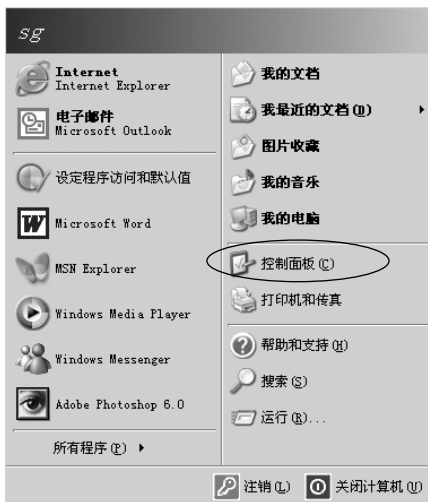 sg
Internet
Internet Explorer
电子邮件
Microsoft Outlook
设定程序访问和默认值
Microsoft Word
MSN Explorer
Windows Media Player
Windows Messenger
Adobe Photoshop 6.0
所有程序(P)
我的文档
我最近的文档(D)
图片收藏
我的音乐
我的电脑
控制面板(C)
打印机和传真
帮助和支持(H)
搜索(S)
运行(R)...
注销(L)
关闭计算机(U)